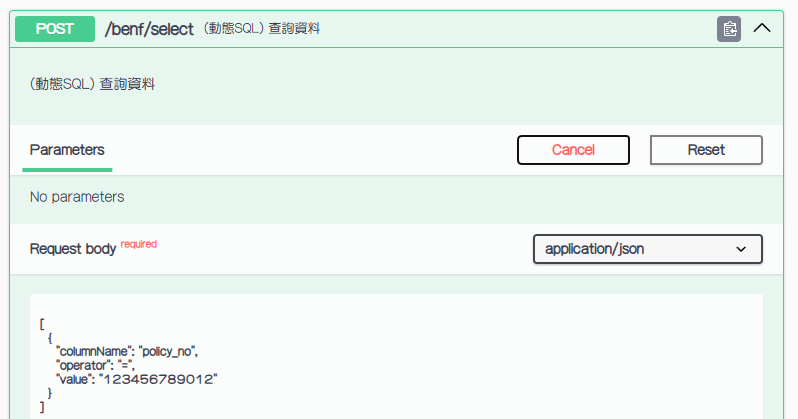 POST /benf/select (動態SQL) 查詢資料
(動態SQL) 查詢資料
Parameters Cancel Reset
No parameters
Request body required application/json
[
  {
    "columnName": "policy_no",
    "operator": "=",
    "value": "123456789012"
  }
]